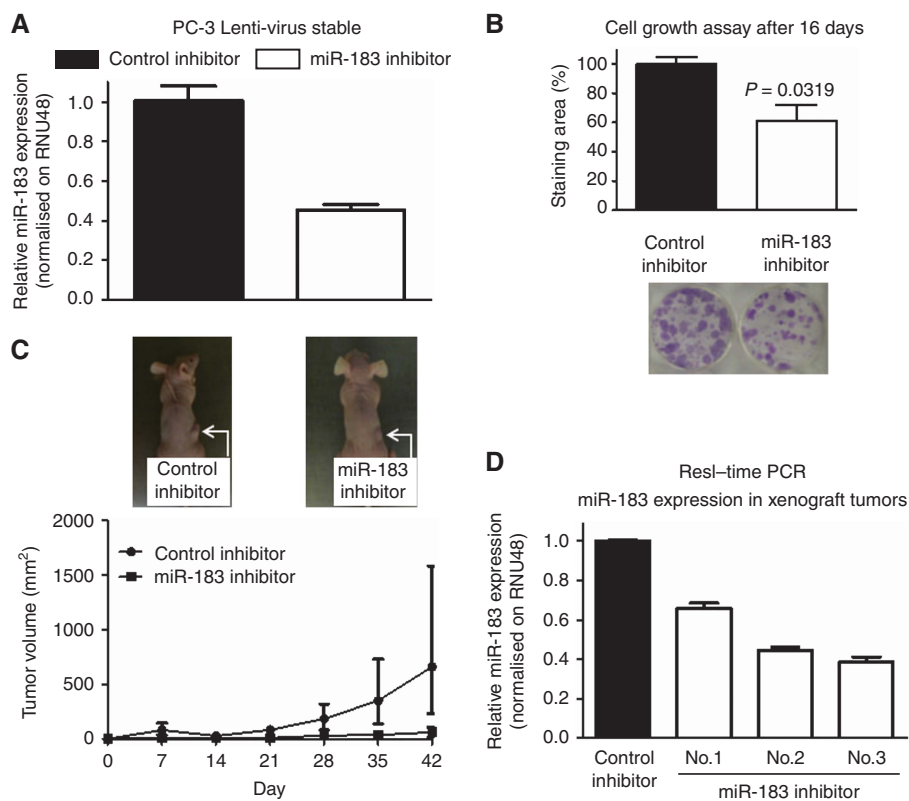 A
PC-3 Lenti-virus stable
Control inhibitor
miR-183 inhibitor
Relative miR-183 expression
(normalised on RNU48)
1.0
0.8
0.6
0.4
0.2
0.0
B
Cell growth assay after 16 days
Staining area (%)
100
80
60
40
20
0
P = 0.0319
Control
inhibitor
miR-183
inhibitor
C
Control
inhibitor
miR-183
inhibitor
Tumor volume (mm²)
2000
1500
1000
500
0
Control inhibitor
miR-183 inhibitor
0 7 14 21 28 35 42
Day
D
Resl–time PCR
miR-183 expression in xenograft tumors
Relative miR-183 expression
(normalised on RNU48)
1.0
0.8
0.6
0.4
0.2
0
Control
inhibitor
No.1 No.2 No.3
miR-183 inhibitor